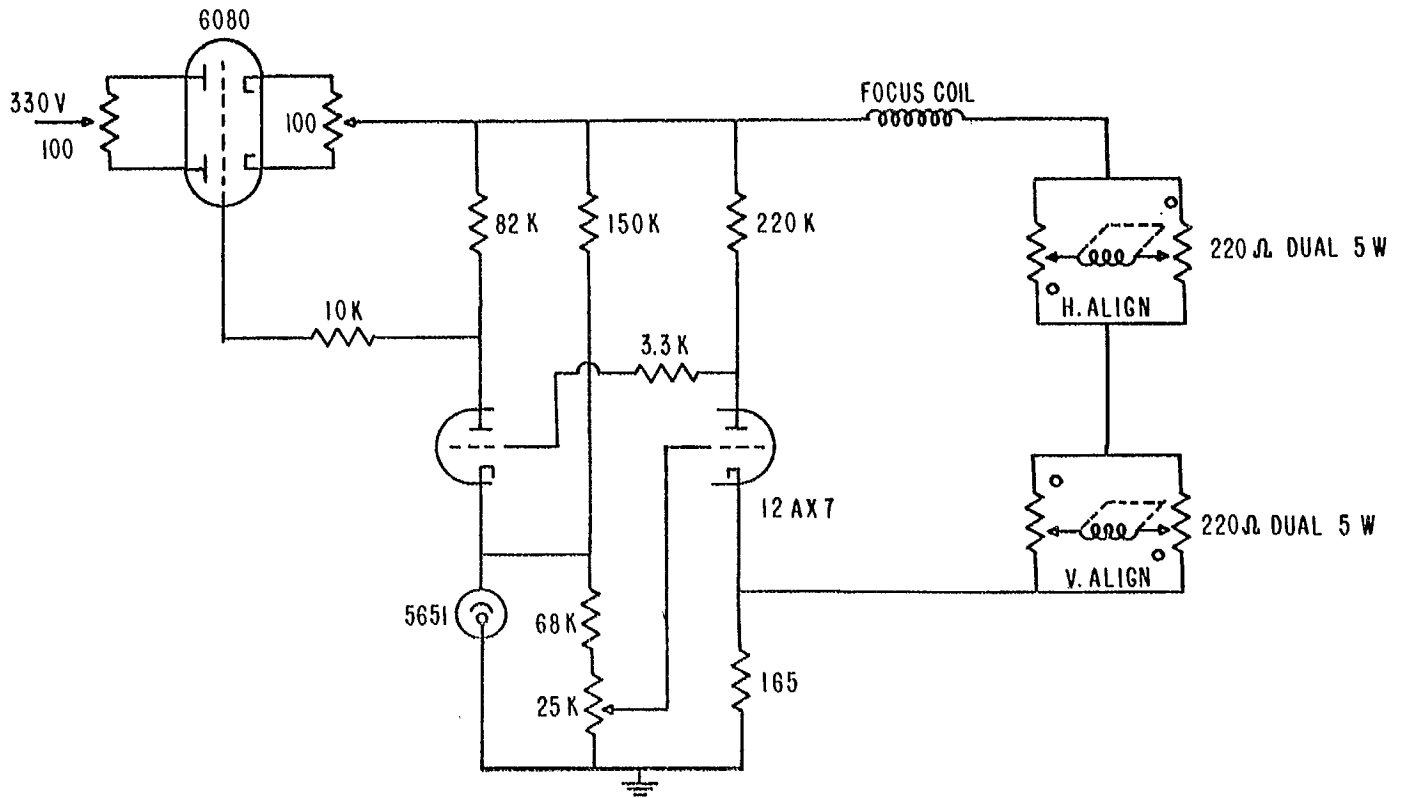 6080
330 V
100
100
FOCUS COIL
82 K
150 K
220 K
220 Ω DUAL 5 W
H. ALIGN
10 K
3.3 K
12 AX 7
220 Ω DUAL 5 W
V. ALIGN
5651
68 K
165
25 K